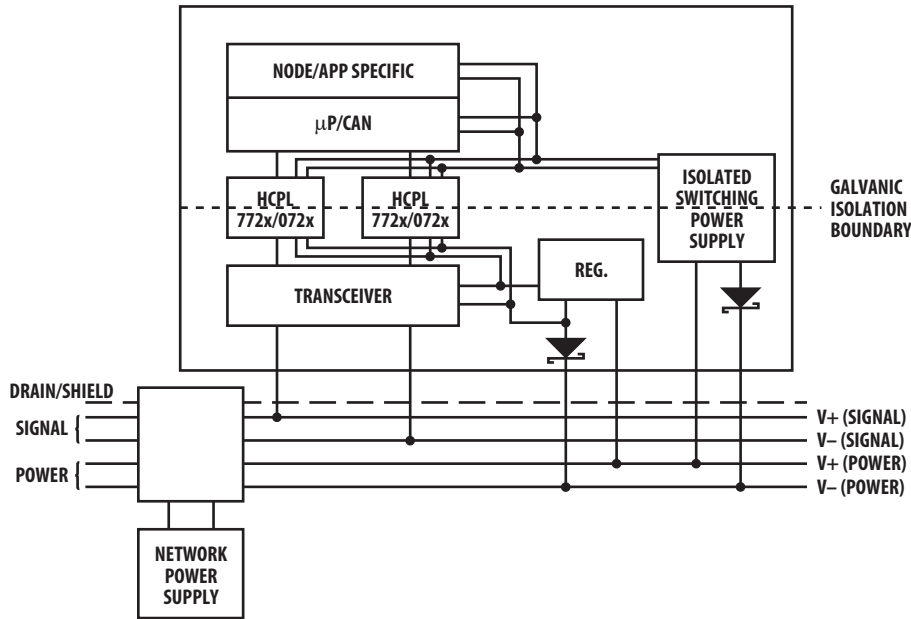 NODE/APP SPECIFIC
μP/CAN
HCPL
772x/072x
HCPL
772x/072x
ISOLATED
SWITCHING
POWER
SUPPLY
GALVANIC
ISOLATION
BOUNDARY
REG.
TRANSCEIVER
DRAIN/SHIELD
SIGNAL
POWER
V+ (SIGNAL)
V– (SIGNAL)
V+ (POWER)
V– (POWER)
NETWORK
POWER
SUPPLY